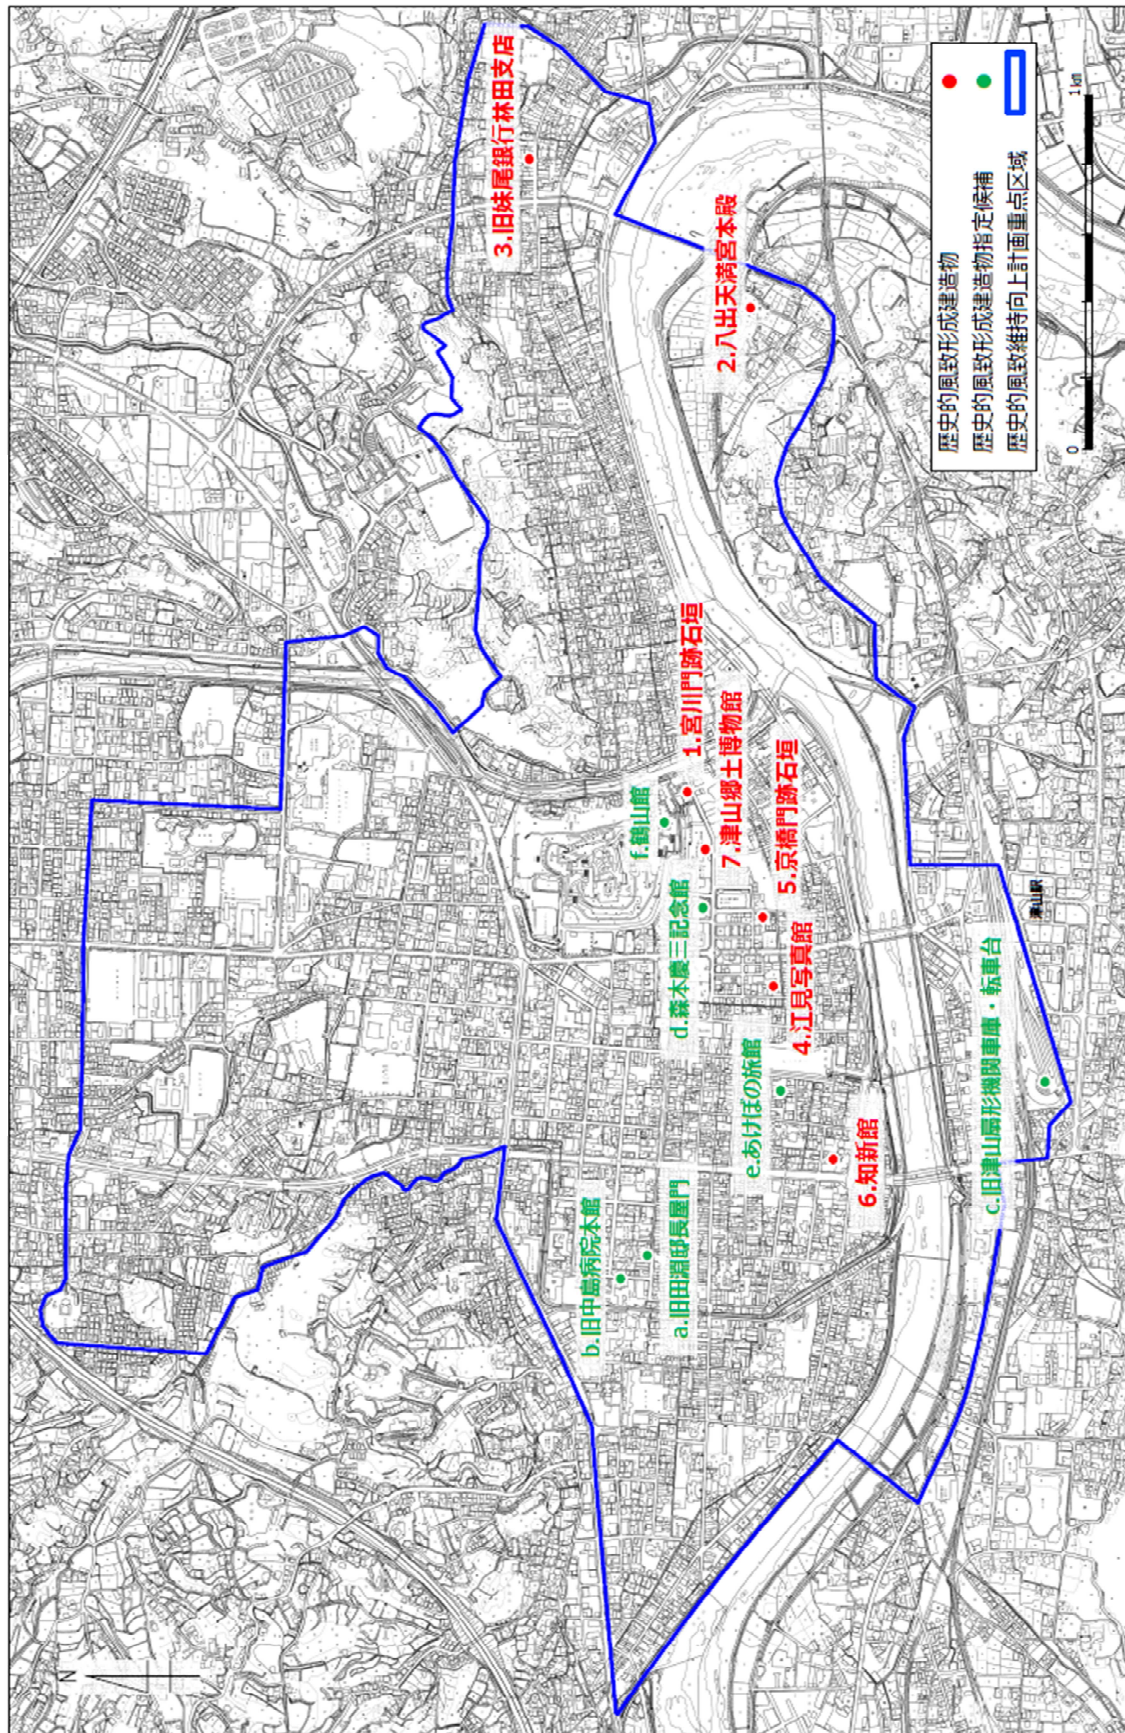 N
b.旧中島病院本館
a.旧田淵邸長屋門
6.知新館
e.あけぼの旅館
c.旧津山扇形機関車庫・転車台
d.森本慶三記念館
4.江見写真館
5.京橋門跡石垣
f.鶴山館
7.津山郷土博物館
1.宮川門跡石垣
津山駅
2.八出天満宮本殿
3.旧妹尾銀行林田支店
歴史的風致形成建造物
歴史的風致形成建造物指定候補
歴史的風致維持向上計画重点区域
0
1km